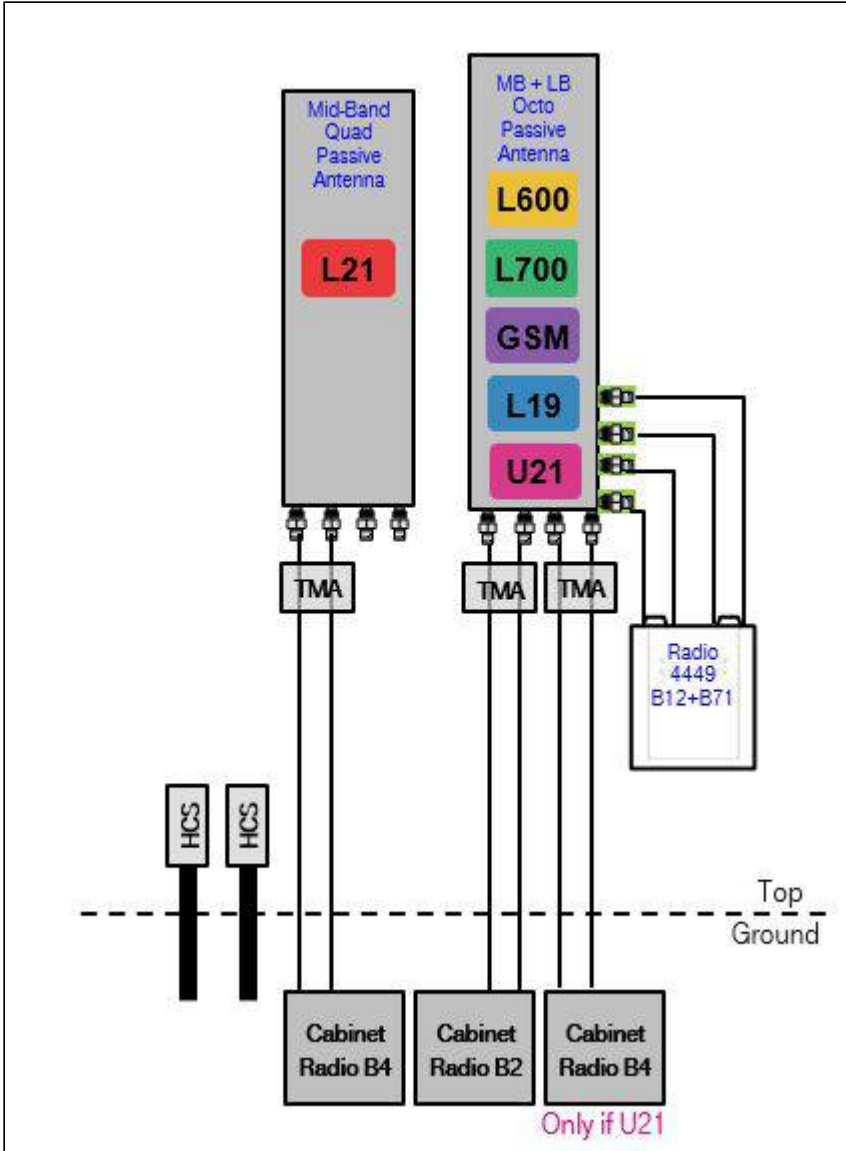 Mid-Band
Quad
Passive
Antenna
L21
MB + LB
Octo
Passive
Antenna
L600
L700
GSM
L19
U21
TMA
TMA
TMA
Radio
4449
B12+B71
HCS
HCS
Top
Ground
Cabinet
Radio B4
Cabinet
Radio B2
Cabinet
Radio B4
Only if U21